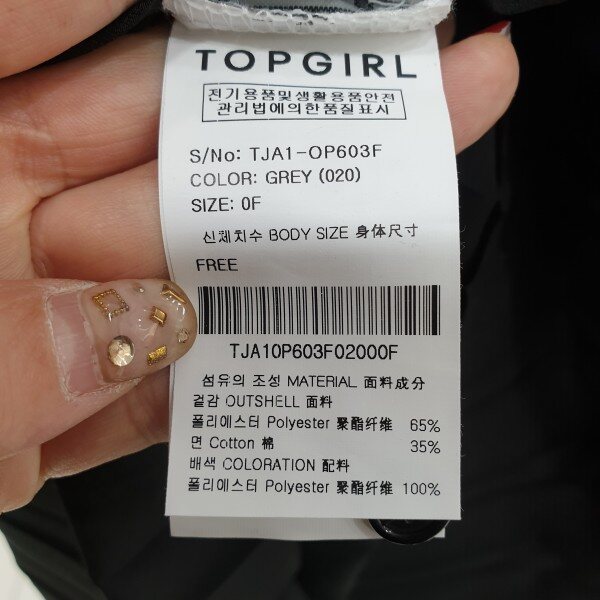 TOPGIRL
전기용품및생활용품안전
관리법에의한품질표시
S/No: TJA1-OP603F
COLOR: GREY (020)
SIZE: 0F
신체치수 BODY SIZE 身体尺寸
FREE
TJA10P603F02000F
섬유의 조성 MATERIAL 面料成分
겉감 OUTSHELL 面料
폴리에스터 Polyester 聚酯纤维 65%
면 Cotton 棉 35%
배색 COLORATION 配料
폴리에스터 Polyester 聚酯纤维 100%